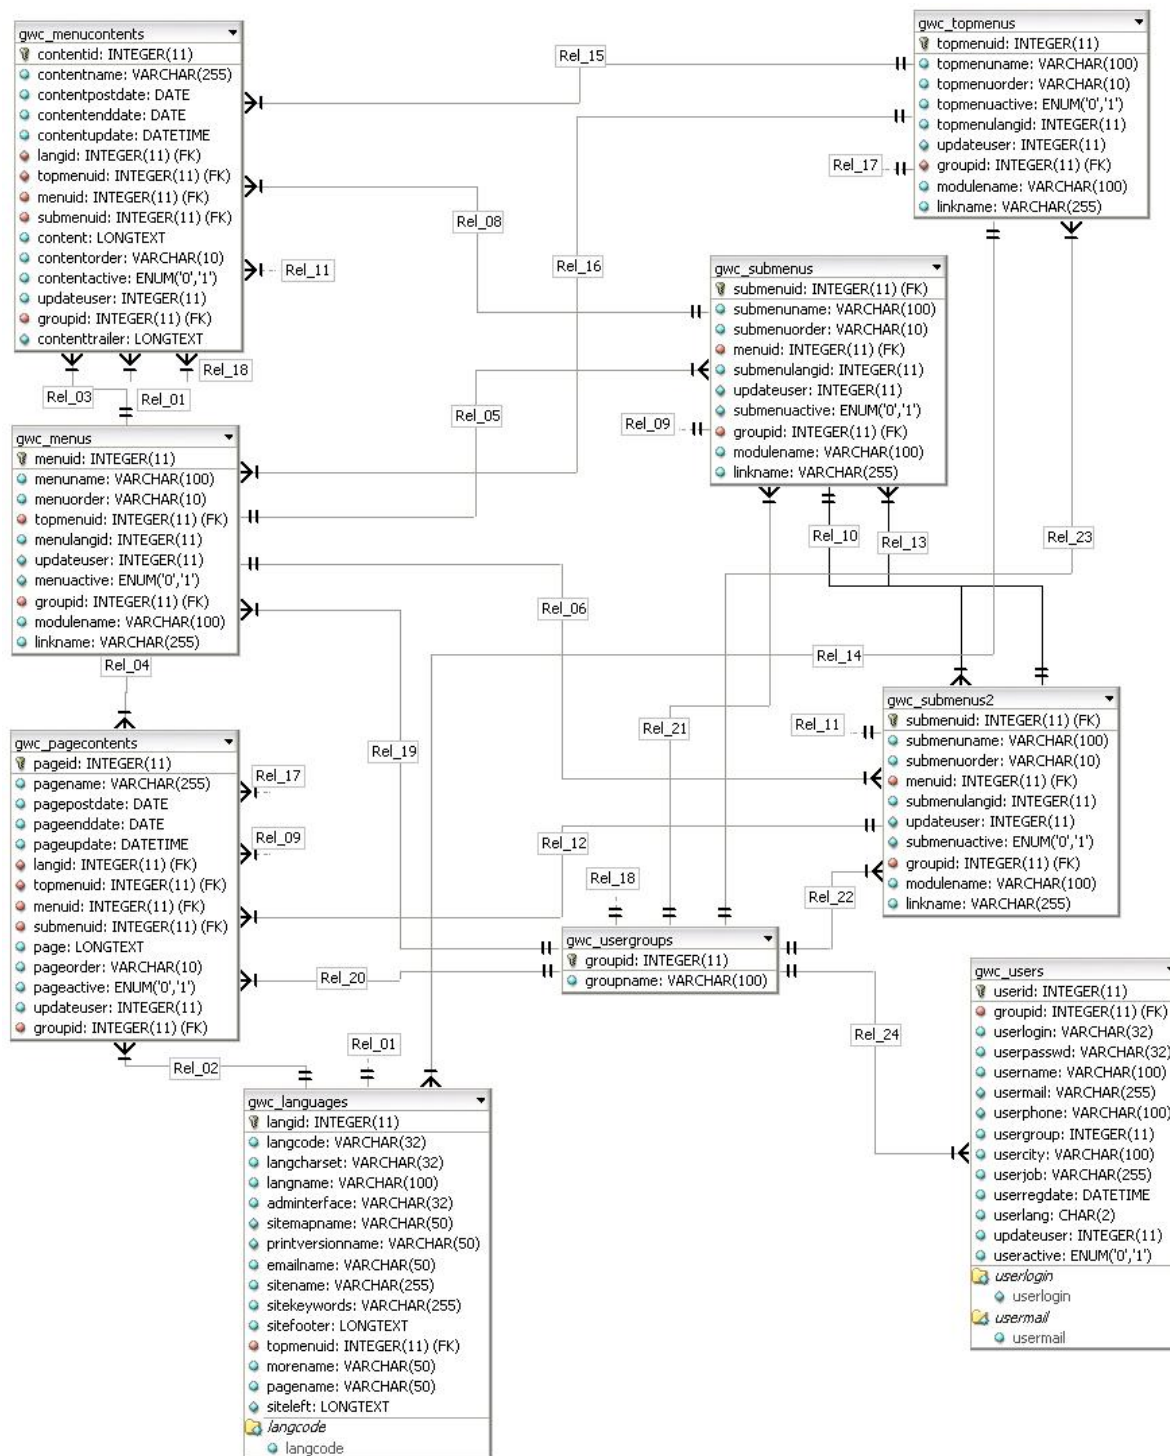 gwc_menucontents
contentid: INTEGER(11)
contentname: VARCHAR(255)
contentpostdate: DATE
contentenddate: DATE
contentupdate: DATETIME
langid: INTEGER(11) (FK)
topmenuid: INTEGER(11) (FK)
menuid: INTEGER(11) (FK)
submenuid: INTEGER(11) (FK)
content: LONGTEXT
contentorder: VARCHAR(10)
contentactive: ENUM('0','1')
updateuser: INTEGER(11)
groupid: INTEGER(11) (FK)
contenttrailer: LONGTEXT
Rel_15
Rel_08
Rel_11
Rel_16
Rel_17
gwc_topmenus
topmenuid: INTEGER(11)
topmenuname: VARCHAR(100)
topmenuorder: VARCHAR(10)
topmenuactive: ENUM('0','1')
topmenulangid: INTEGER(11)
updateuser: INTEGER(11)
groupid: INTEGER(11) (FK)
modulename: VARCHAR(100)
linkname: VARCHAR(255)
gwc_submenus
submenuid: INTEGER(11) (FK)
submenuname: VARCHAR(100)
submenuorder: VARCHAR(10)
menuid: INTEGER(11) (FK)
submenulangid: INTEGER(11)
updateuser: INTEGER(11)
submenuactive: ENUM('0','1')
groupid: INTEGER(11) (FK)
modulename: VARCHAR(100)
linkname: VARCHAR(255)
Rel_18
Rel_03
Rel_01
Rel_05
Rel_09
gwc_menus
menuid: INTEGER(11)
menuname: VARCHAR(100)
menuorder: VARCHAR(10)
topmenuid: INTEGER(11) (FK)
menulangid: INTEGER(11)
updateuser: INTEGER(11)
menuactive: ENUM('0','1')
groupid: INTEGER(11) (FK)
modulename: VARCHAR(100)
linkname: VARCHAR(255)
Rel_10
Rel_13
Rel_23
Rel_06
Rel_14
Rel_04
gwc_submenus2
submenuid: INTEGER(11) (FK)
submenuname: VARCHAR(100)
submenuorder: VARCHAR(10)
menuid: INTEGER(11) (FK)
submenulangid: INTEGER(11)
updateuser: INTEGER(11)
submenuactive: ENUM('0','1')
groupid: INTEGER(11) (FK)
modulename: VARCHAR(100)
linkname: VARCHAR(255)
Rel_11
Rel_21
Rel_19
gwc_pagecontents
pageid: INTEGER(11)
pagename: VARCHAR(255)
pagepostdate: DATE
pageenddate: DATE
pageupdate: DATETIME
langid: INTEGER(11) (FK)
topmenuid: INTEGER(11) (FK)
menuid: INTEGER(11) (FK)
submenuid: INTEGER(11) (FK)
page: LONGTEXT
pageorder: VARCHAR(10)
pageactive: ENUM('0','1')
updateuser: INTEGER(11)
groupid: INTEGER(11) (FK)
Rel_17
Rel_09
Rel_12
Rel_18
Rel_22
gwc_usergroups
groupid: INTEGER(11)
groupname: VARCHAR(100)
Rel_20
Rel_24
Rel_01
Rel_02
gwc_users
userid: INTEGER(11)
groupid: INTEGER(11) (FK)
userlogin: VARCHAR(32)
userpasswd: VARCHAR(32)
username: VARCHAR(100)
usermail: VARCHAR(255)
userphone: VARCHAR(100)
usergroup: INTEGER(11)
usercity: VARCHAR(100)
userjob: VARCHAR(255)
userregdate: DATETIME
userlang: CHAR(2)
updateuser: INTEGER(11)
useractive: ENUM('0','1')
userlogin
userlogin
usermail
usermail
gwc_languages
langid: INTEGER(11)
langcode: VARCHAR(32)
langcharset: VARCHAR(32)
langname: VARCHAR(100)
adminterface: VARCHAR(32)
sitemapname: VARCHAR(50)
printversionname: VARCHAR(50)
emailname: VARCHAR(50)
sitename: VARCHAR(255)
sitekeywords: VARCHAR(255)
sitefooter: LONGTEXT
topmenuid: INTEGER(11) (FK)
morename: VARCHAR(50)
pagename: VARCHAR(50)
siteleft: LONGTEXT
langcode
langcode